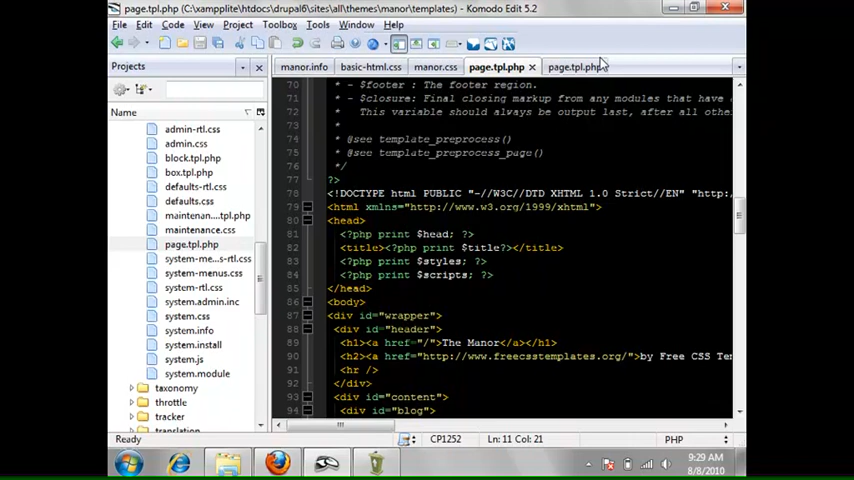 page.tpl.php (C:\xampplite\htdocs\drupal6\sites\all\themes\manor\templates) - Komodo Edit 5.2
File Edit Code View Project Toolbox Tools Window Help
Projects
manor.info basic-html.css manor.css page.tpl.php page.tpl.php
Name
admin-rtl.css
admin.css
block.tpl.php
box.tpl.php
defaults-rtl.css
defaults.css
maintenan....tpl.php
maintenance.css
page.tpl.php
system-me...s-rtl.css
system-menus.css
system-rtl.css
system.admin.inc
system.css
system.info
system.install
system.js
system.module
taxonomy
throttle
tracker
translation
70 * - $footer : The footer region.
71 * - $closure: Final closing markup from any modules that have
72 * This variable should always be output last, after all othe
73 *
74 * @see template_preprocess()
75 * @see template_preprocess_page()
76 */
77 ?>
78 <!DOCTYPE html PUBLIC "-//W3C//DTD XHTML 1.0 Strict//EN" "http:/
79 <html xmlns="http://www.w3.org/1999/xhtml">
80 <head>
81 <?php print $head; ?>
82 <title><?php print $title?></title>
83 <?php print $styles; ?>
84 <?php print $scripts; ?>
85 </head>
86 <body>
87 <div id="wrapper">
88 <div id="header">
89 <h1><a href="/">The Manor</a></h1>
90 <h2><a href="http://www.freecsstemplates.org/">by Free CSS Tem
91 <hr />
92 </div>
93 <div id="content">
94 <div id="blog">
Ready CP1252 Ln: 11 Col: 21 PHP
9:29 AM
8/8/2010